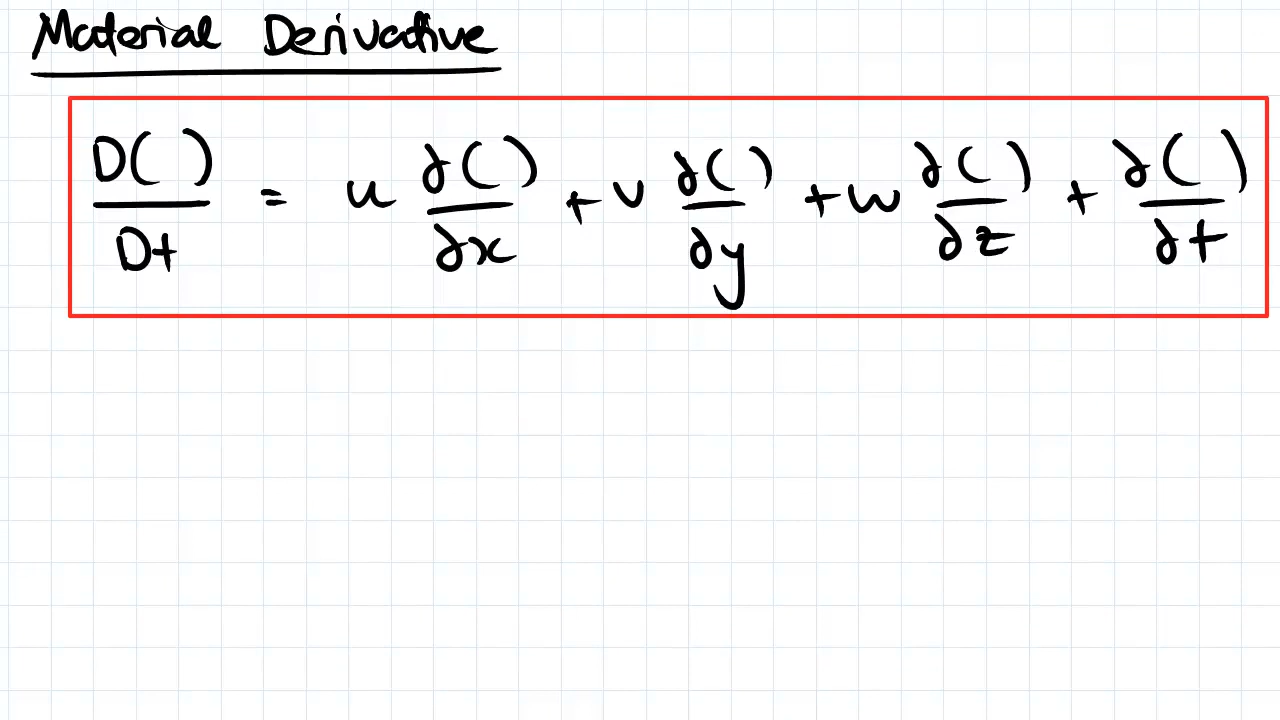 Material Derivative
D( )/Dt = u ∂( )/∂x + v ∂( )/∂y + w ∂( )/∂z + ∂( )/∂t